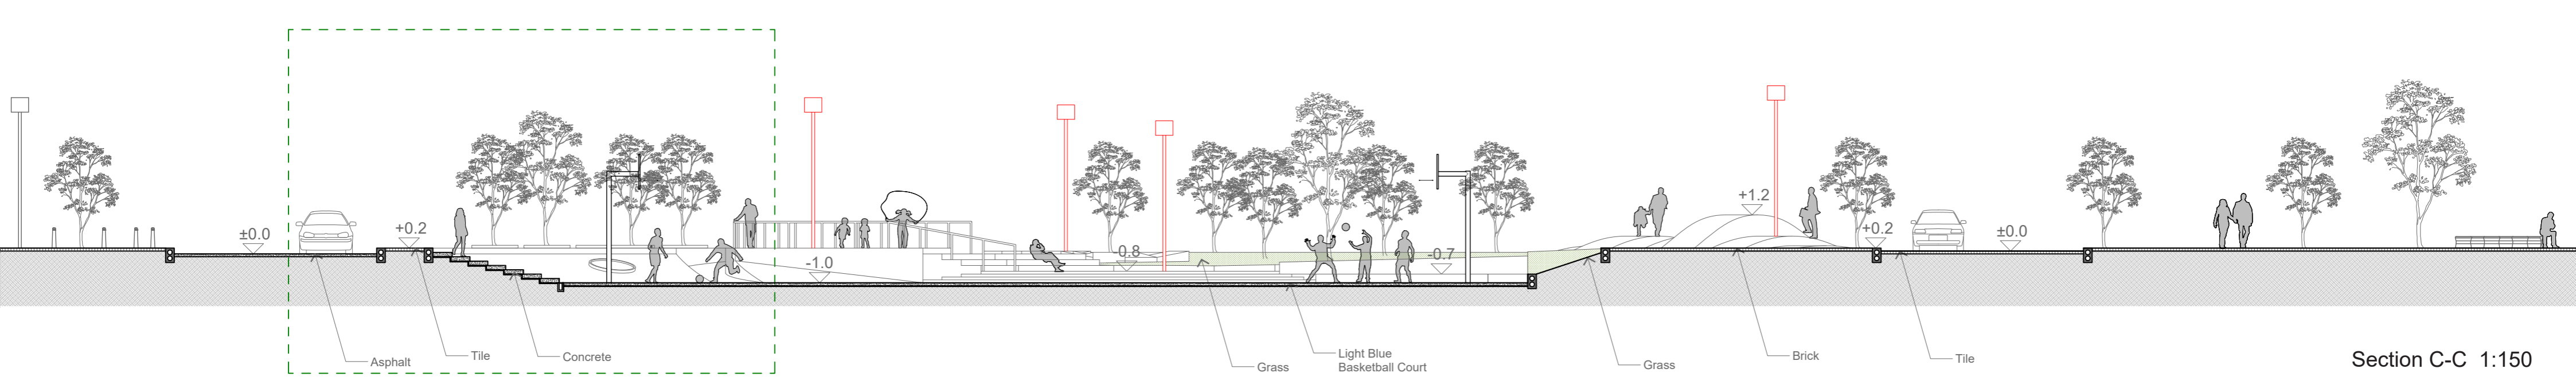 ±0.0
+0.2
-1.0
-0.8
-0.7
+1.2
+0.2
±0.0
Asphalt
Tile
Concrete
Grass
Light Blue
Basketball Court
Grass
Brick
Tile
Section C-C 1:150